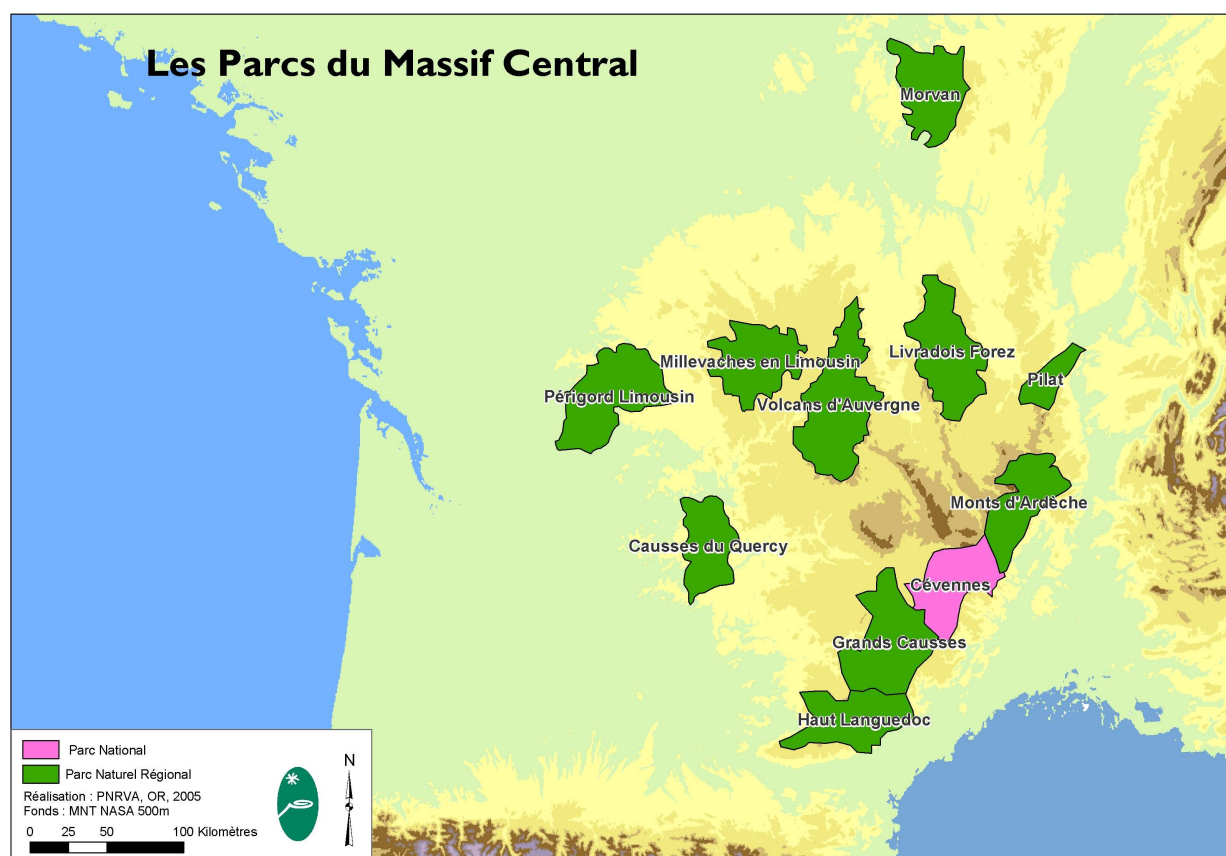 Les Parcs du Massif Central
Morvan
Livradois Forez
Millevaches en Limousin
Pilat
Périgord Limousin
Volcans d'Auvergne
Monts d'Ardèche
Causses du Quercy
Cévennes
Grands Causses
Haut Languedoc
Parc National
Parc Naturel Régional
Réalisation : PNRVA, OR, 2005
Fonds : MNT NASA 500m
0 25 50 100 Kilomètres
N